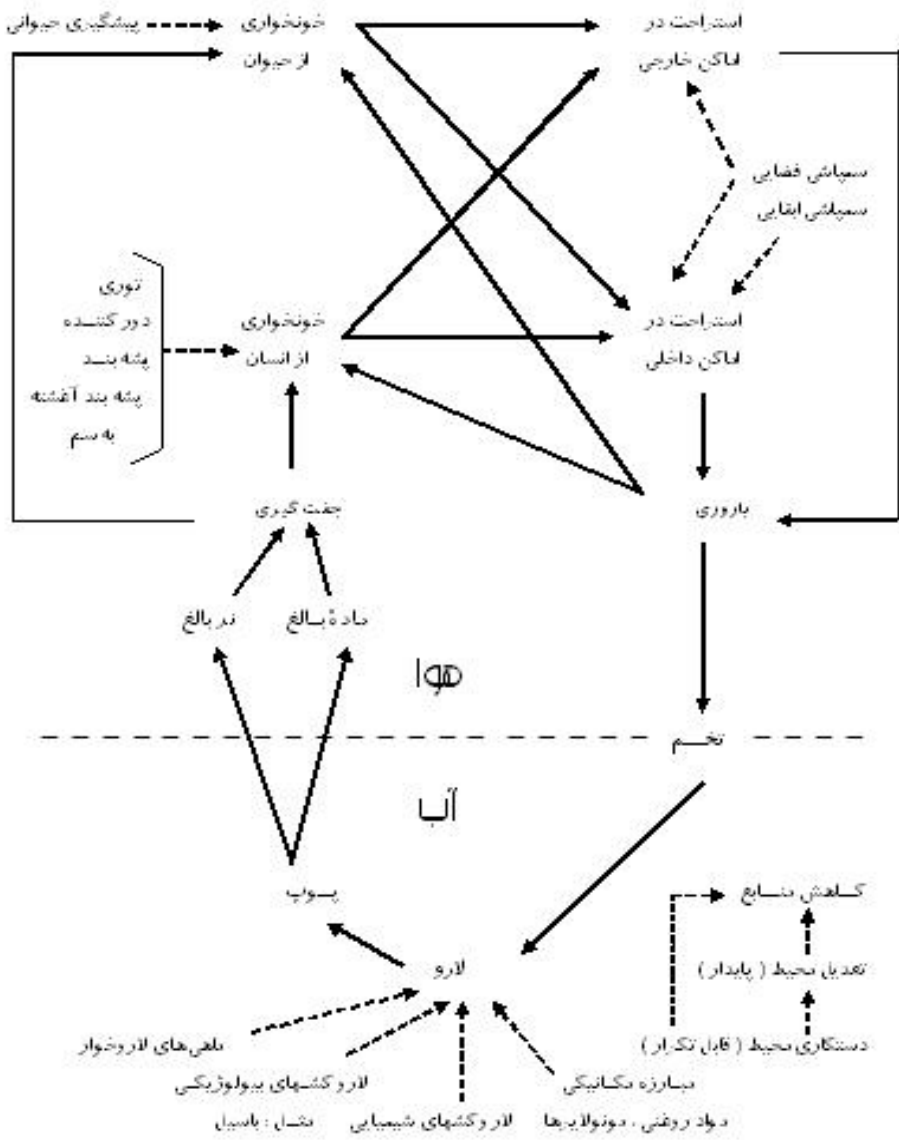 پیشگیری حیوانی
خونخواری
از حیوان
استراحت در
اماکن خارجی
سمپاشی فضایی
سمپاشی ابقایی
توری
دور کننده
پشه بند
پشه بند آغشته
به سم
خونخواری
از انسان
استراحت در
اماکن داخلی
جفت گیری
باروری
نر بالغ
مادۀ بالغ
هوا
تخم
آب
پوپ
کاهش منابع
لارو
تعدیل محیط ( پایدار )
ماهی‌های لاروخوار
دستکاری محیط ( قابل تکرار )
لاروکشهای بیولوژیکی
مبارزه مکانیکی
مثل : باسیل
لاروکشهای شیمیایی
مواد روغنی ، مونولایرها